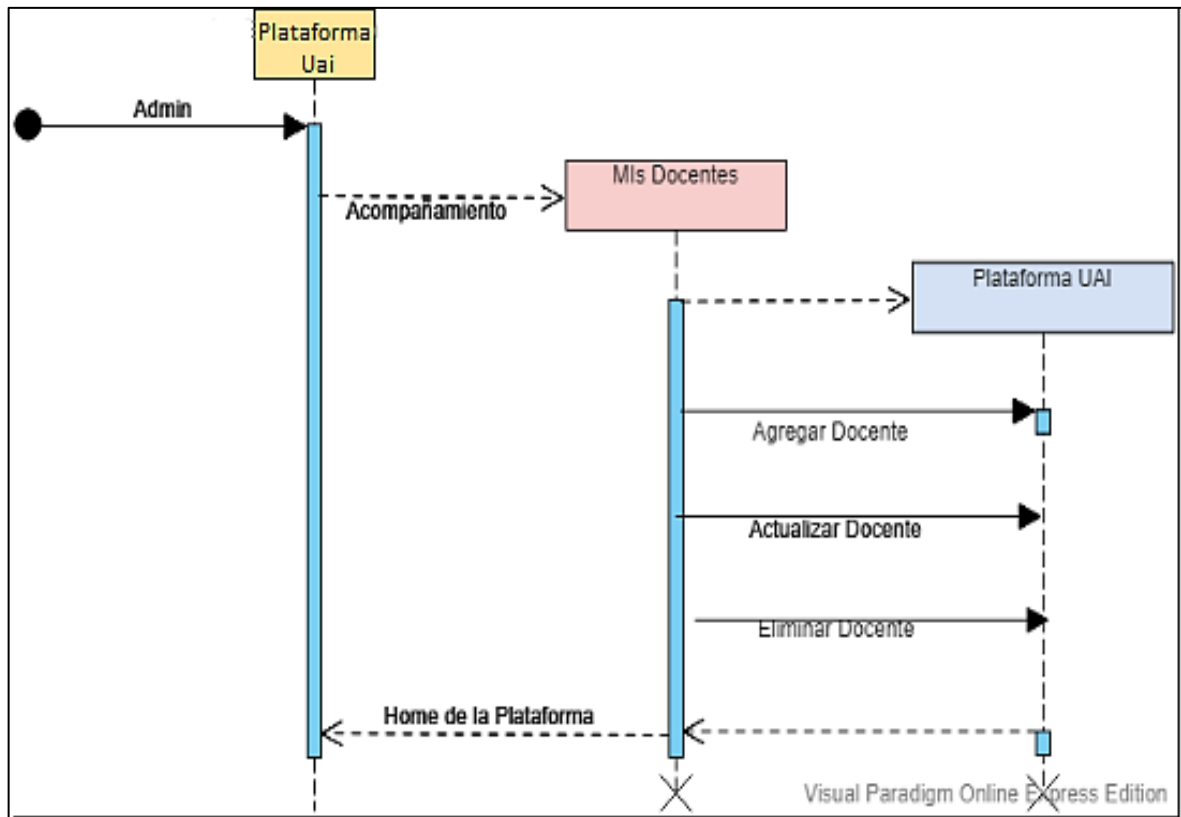 Plataforma
Uai
Admin
MIs Docentes
Acompañamiento
Plataforma UAI
Agregar Docente
Actualizar Docente
Eliminar Docente
Home de la Plataforma
Visual Paradigm Online Express Edition